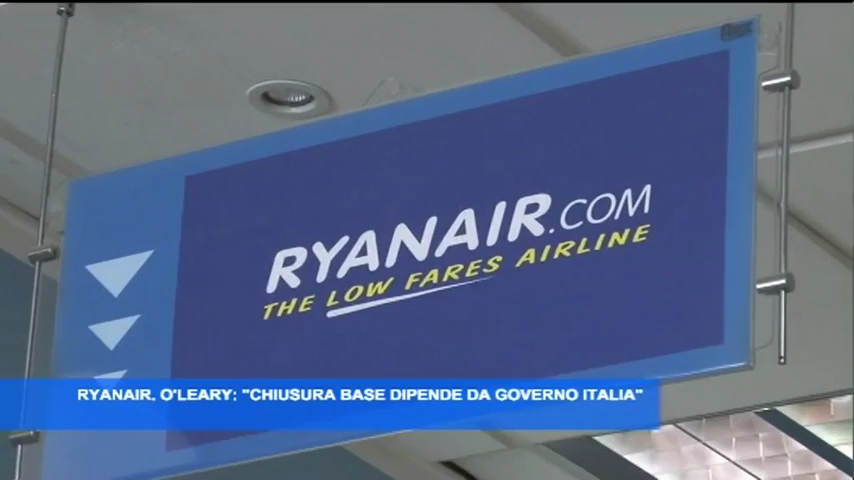 RYANAIR.COM
THE LOW FARES AIRLINE
RYANAIR, O'LEARY: "CHIUSURA BASE DIPENDE DA GOVERNO ITALIA"